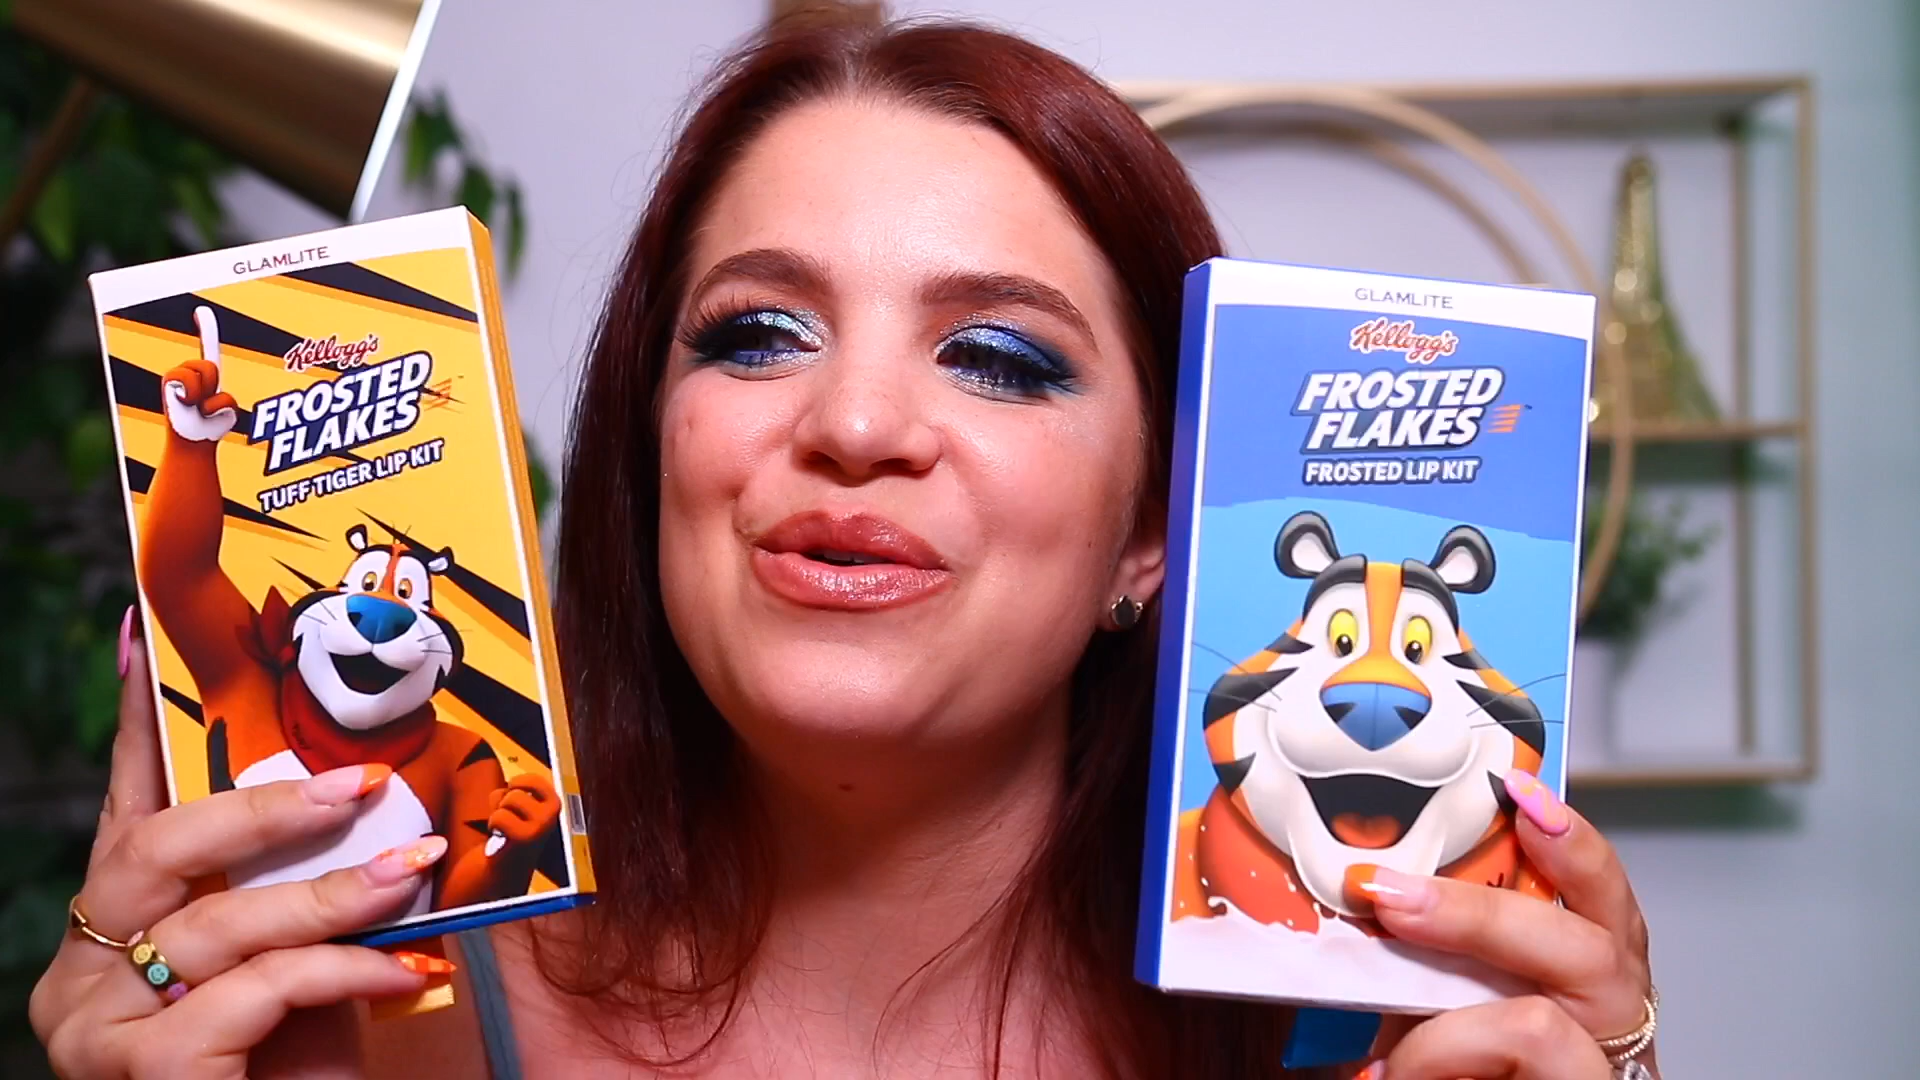 GLAMLITE
Kellogg's
FROSTED
FLAKES
TUFF TIGER LIP KIT
GLAMLITE
Kellogg's
FROSTED
FLAKES
FROSTED LIP KIT